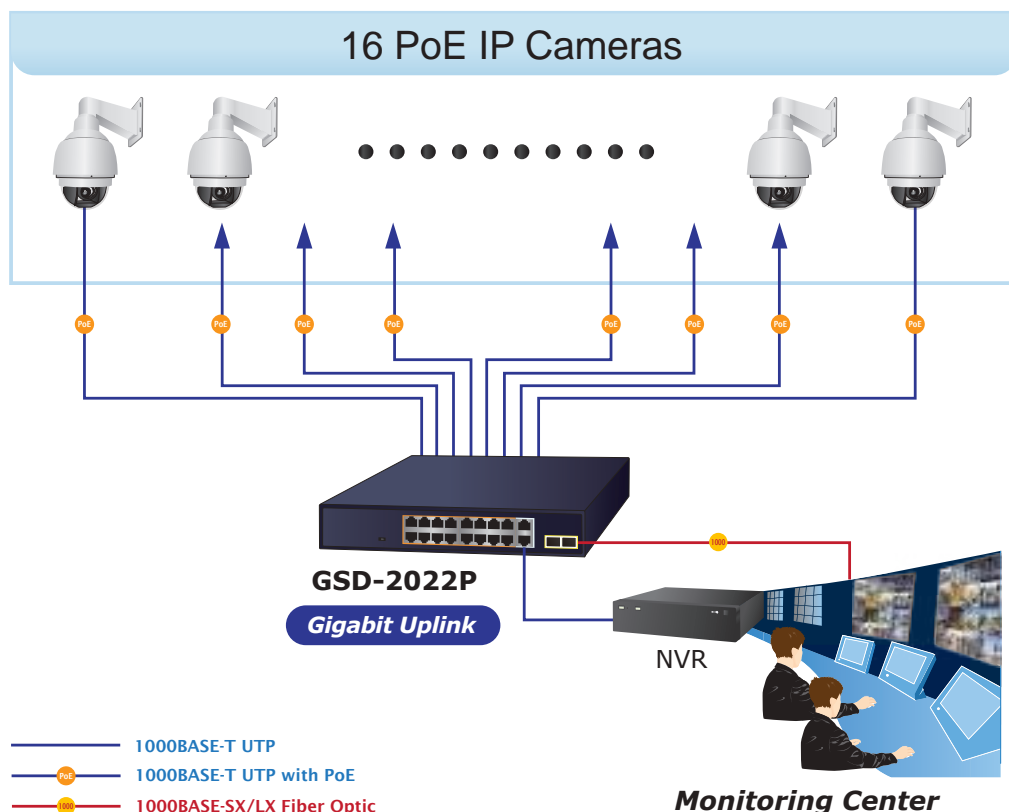 16 PoE IP Cameras
PoE PoE PoE PoE PoE PoE PoE PoE
1000
GSD-2022P
Gigabit Uplink
NVR
1000BASE-T UTP
PoE 1000BASE-T UTP with PoE
1000 1000BASE-SX/LX Fiber Optic
Monitoring Center